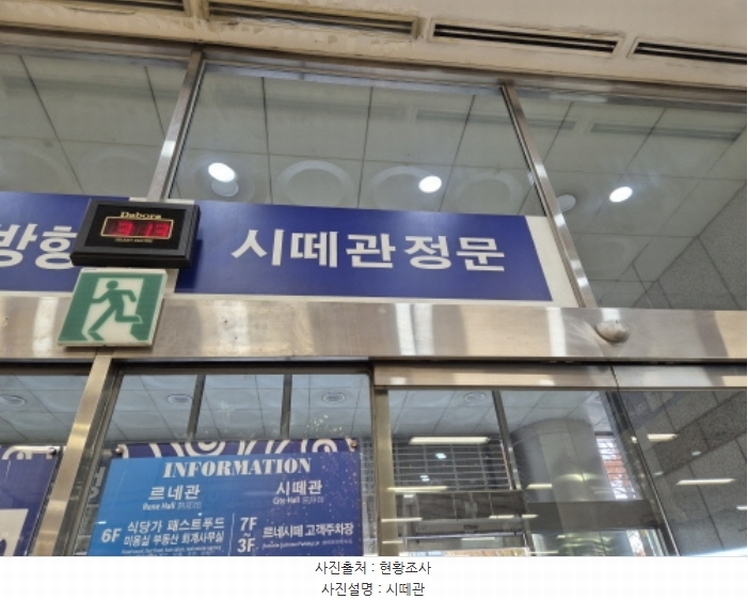 방향
Dabora
3:13
시떼관정문
INFORMATION
르네관
Rene Hall
시떼관
Cite Hall
6F 식당가 패스트푸드
미용실 부동산 회계사무실
7F
~
3F
르네시떼 고객주차장
사진출처 : 현황조사
사진설명 : 시떼관